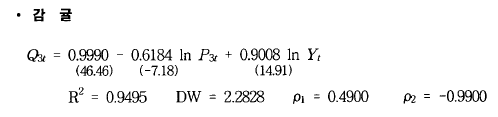 • 감 귤
Q3t = 0.9990 - 0.6184 ln P3t + 0.9008 ln Yt
(46.46) (-7.18) (14.91)
R² = 0.9495 DW = 2.2828 ρ1 = 0.4900 ρ2 = -0.9900